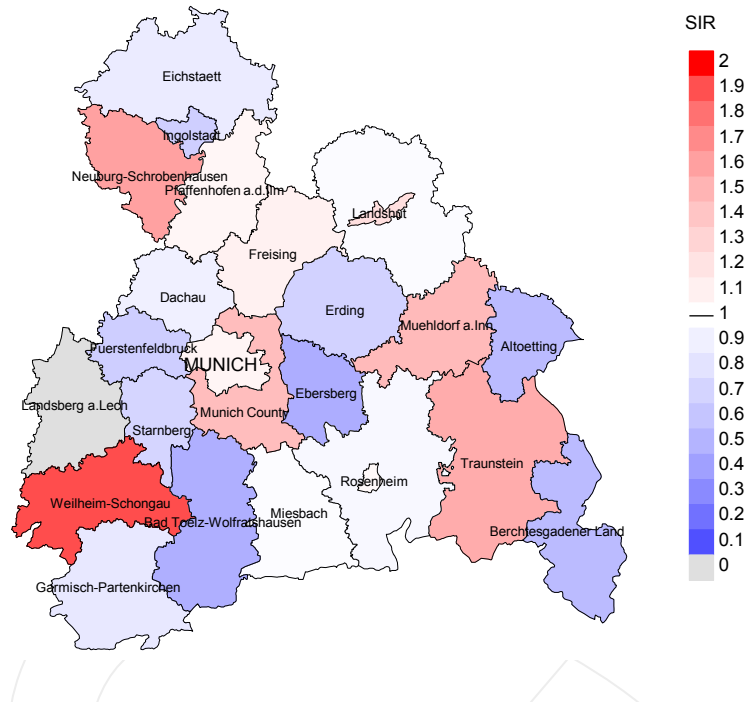 SIR
2
1.9
1.8
1.7
1.6
1.5
1.4
1.3
1.2
1.1
1
0.9
0.8
0.7
0.6
0.5
0.4
0.3
0.2
0.1
0
Eichstaett
Ingolstadt
Neuburg-Schrobenhausen
Pfaffenhofen a.d.Ilm
Landshut
Freising
Dachau
Erding
Muehldorf a.Inn
Altoetting
Fuerstenfeldbruck
MUNICH
Ebersberg
Landsberg a.Lech
Munich County
Starnberg
Traunstein
Rosenheim
Weilheim-Schongau
Miesbach
Bad Toelz-Wolfratshausen
Berchtesgadener Land
Garmisch-Partenkirchen